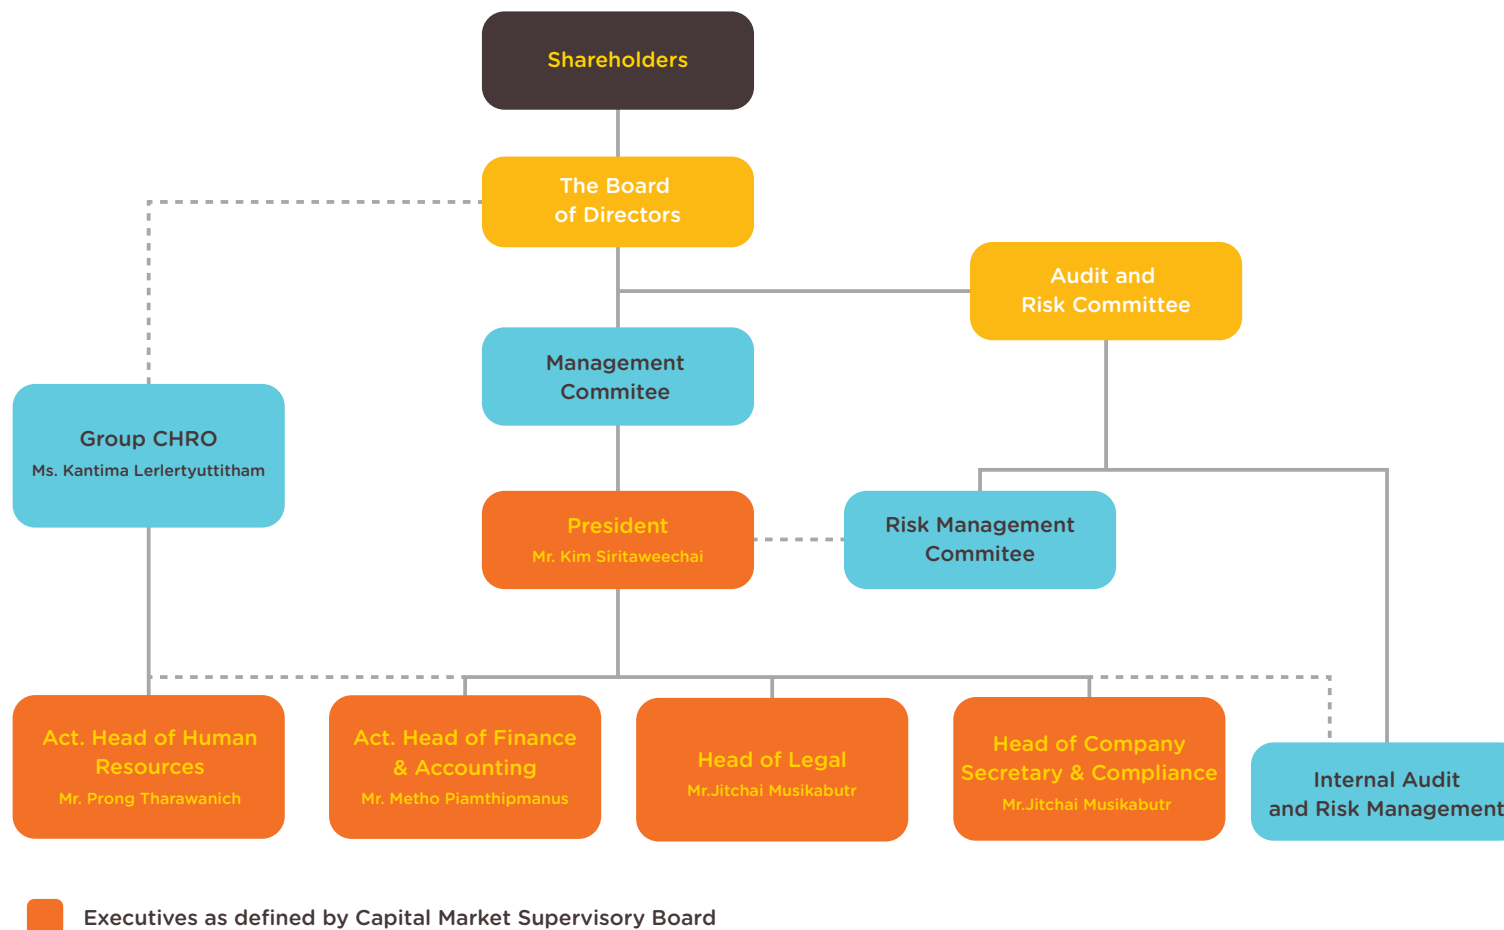 Shareholders
The Board
of Directors
Audit and
Risk Committee
Management
Commitee
Group CHRO
Ms. Kantima Lerlertyuttitham
President
Mr. Kim Siritaweechai
Risk Management
Commitee
Act. Head of Human
Resources
Mr. Prong Tharawanich
Act. Head of Finance
& Accounting
Mr. Metho Piamthipmanus
Head of Legal
Mr.Jitchai Musikabutr
Head of Company
Secretary & Compliance
Mr.Jitchai Musikabutr
Internal Audit
and Risk Management
Executives as defined by Capital Market Supervisory Board